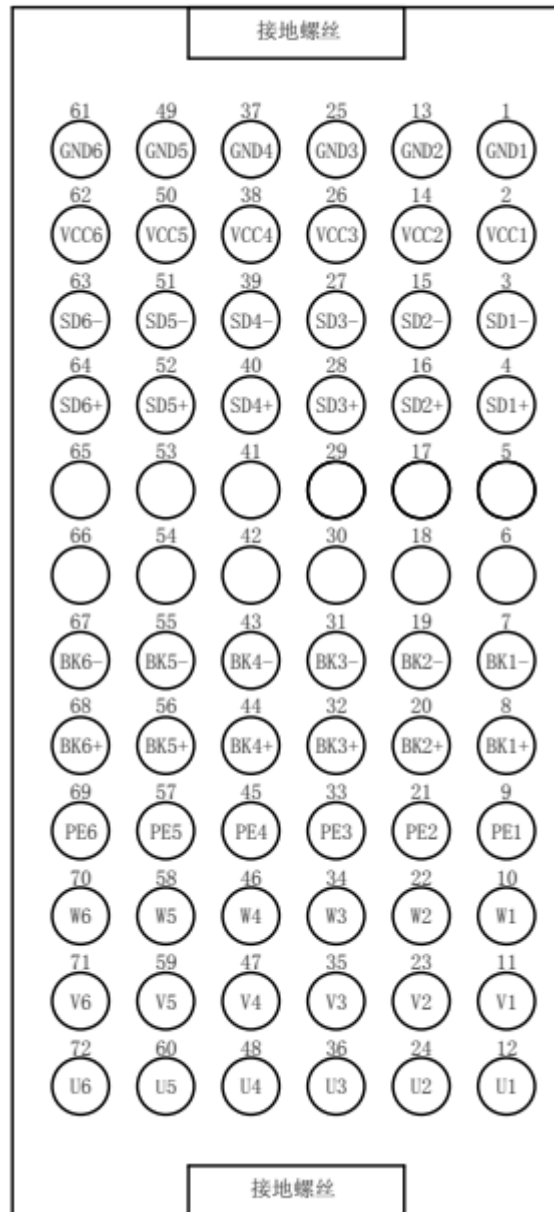 接地螺丝
61 49 37 25 13 1
GND6 GND5 GND4 GND3 GND2 GND1
62 50 38 26 14 2
VCC6 VCC5 VCC4 VCC3 VCC2 VCC1
63 51 39 27 15 3
SD6- SD5- SD4- SD3- SD2- SD1-
64 52 40 28 16 4
SD6+ SD5+ SD4+ SD3+ SD2+ SD1+
65 53 41 29 17 5
66 54 42 30 18 6
67 55 43 31 19 7
BK6- BK5- BK4- BK3- BK2- BK1-
68 56 44 32 20 8
BK6+ BK5+ BK4+ BK3+ BK2+ BK1+
69 57 45 33 21 9
PE6 PE5 PE4 PE3 PE2 PE1
70 58 46 34 22 10
W6 W5 W4 W3 W2 W1
71 59 47 35 23 11
V6 V5 V4 V3 V2 V1
72 60 48 36 24 12
U6 U5 U4 U3 U2 U1
接地螺丝